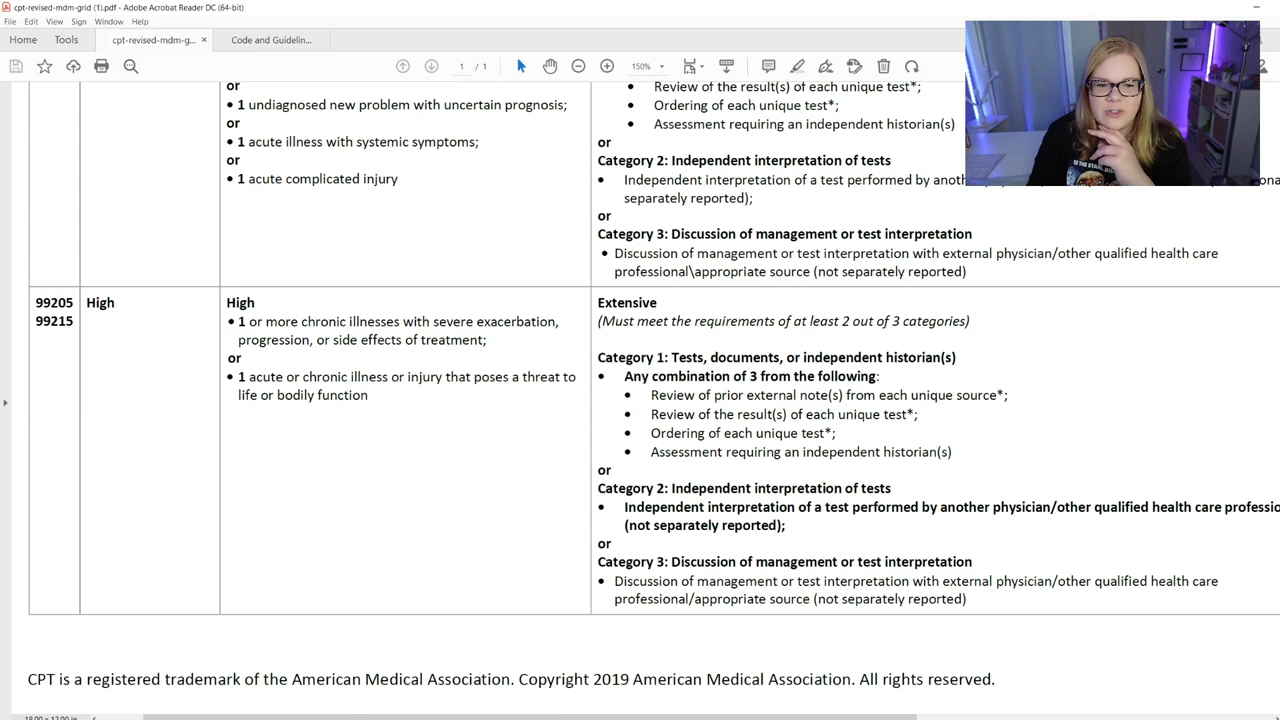 cpt-revised-mdm-grid (1).pdf - Adobe Acrobat Reader DC (64-bit)
File Edit View Sign Window Help
Home Tools cpt-revised-mdm-g... × Code and Guidelin...
1 / 1 150%
or
• 1 undiagnosed new problem with uncertain prognosis;
or
• 1 acute illness with systemic symptoms;
or
• 1 acute complicated injury
• Review of the result(s) of each unique test*;
• Ordering of each unique test*;
• Assessment requiring an independent historian(s)
or
Category 2: Independent interpretation of tests
• Independent interpretation of a test performed by
separately reported);
or
Category 3: Discussion of management or test interpretation
• Discussion of management or test interpretation with external physician/other qualified health care
professional\appropriate source (not separately reported)
99205
99215
High
High
• 1 or more chronic illnesses with severe exacerbation,
progression, or side effects of treatment;
or
• 1 acute or chronic illness or injury that poses a threat to
life or bodily function
Extensive
(Must meet the requirements of at least 2 out of 3 categories)
Category 1: Tests, documents, or independent historian(s)
• Any combination of 3 from the following:
• Review of prior external note(s) from each unique source*;
• Review of the result(s) of each unique test*;
• Ordering of each unique test*;
• Assessment requiring an independent historian(s)
or
Category 2: Independent interpretation of tests
• Independent interpretation of a test performed by another physician/other qualified health care professio
(not separately reported);
or
Category 3: Discussion of management or test interpretation
• Discussion of management or test interpretation with external physician/other qualified health care
professional/appropriate source (not separately reported)
CPT is a registered trademark of the American Medical Association. Copyright 2019 American Medical Association. All rights reserved.